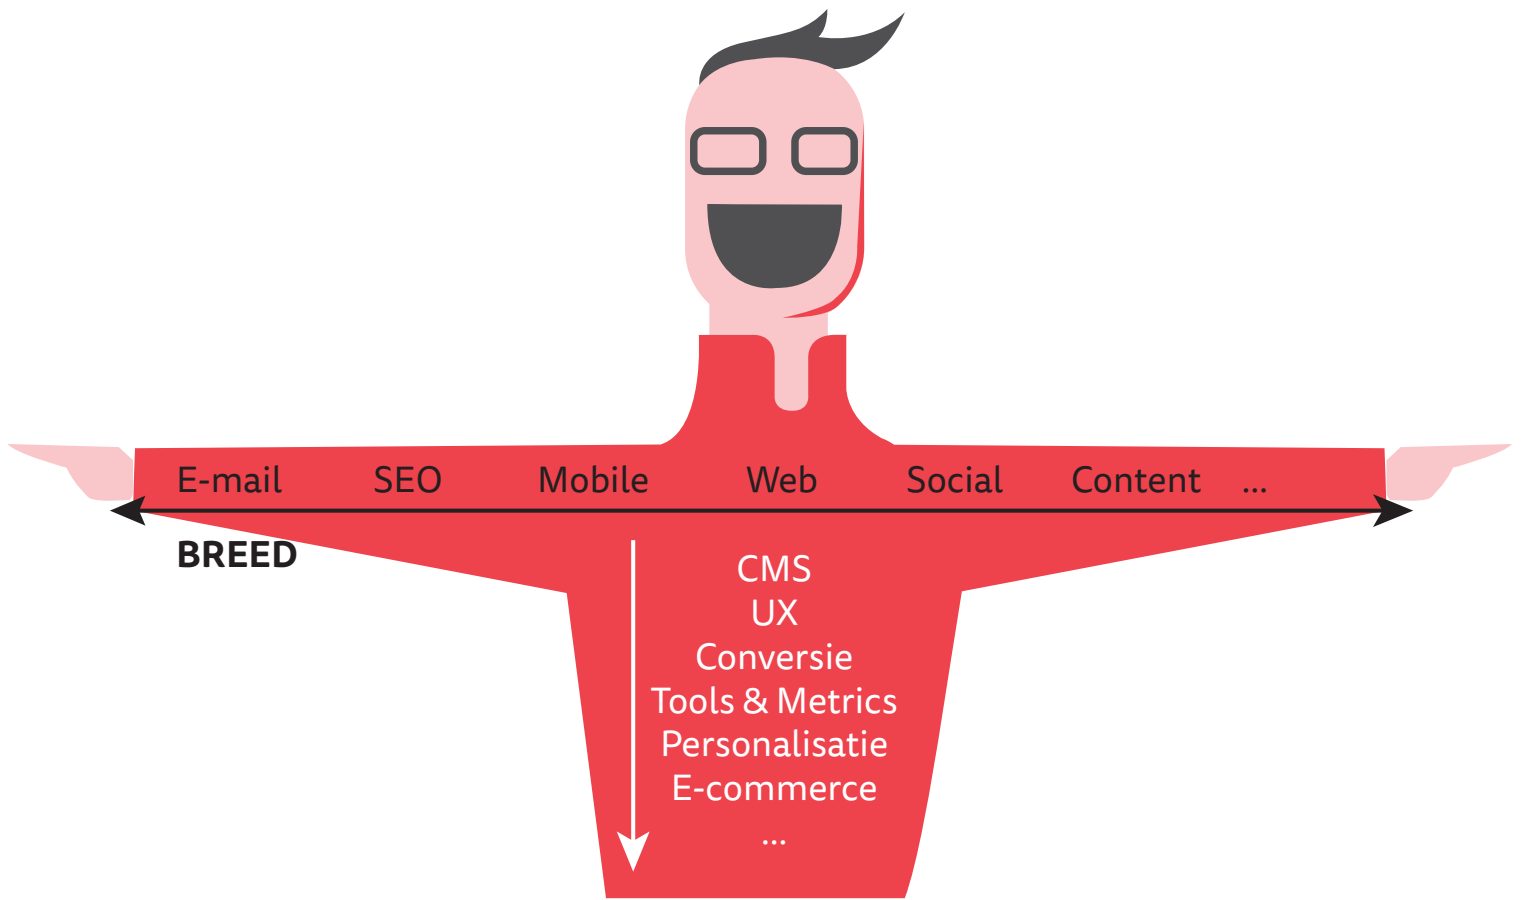 E-mail SEO Mobile Web Social Content ...
BREED
CMS
UX
Conversie
Tools & Metrics
Personalisatie
E-commerce
...